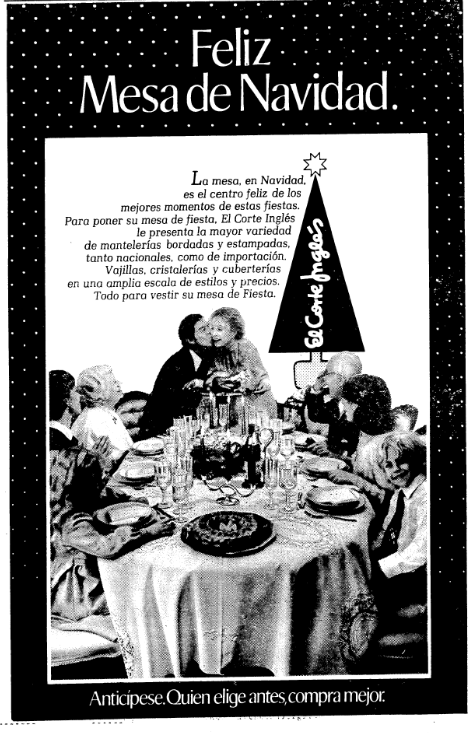 Feliz
Mesa de Navidad.
La mesa, en Navidad,
es el centro feliz de los
mejores momentos de estas fiestas.
Para poner su mesa de fiesta, El Corte Inglés
le presenta la mayor variedad
de mantelerías bordadas y estampadas,
tanto nacionales, como de importación.
Vajillas, cristalerías y cuberterías
en una amplia escala de estilos y precios.
Todo para vestir su mesa de Fiesta.
El Corte Inglés
Anticípese. Quien elige antes, compra mejor.